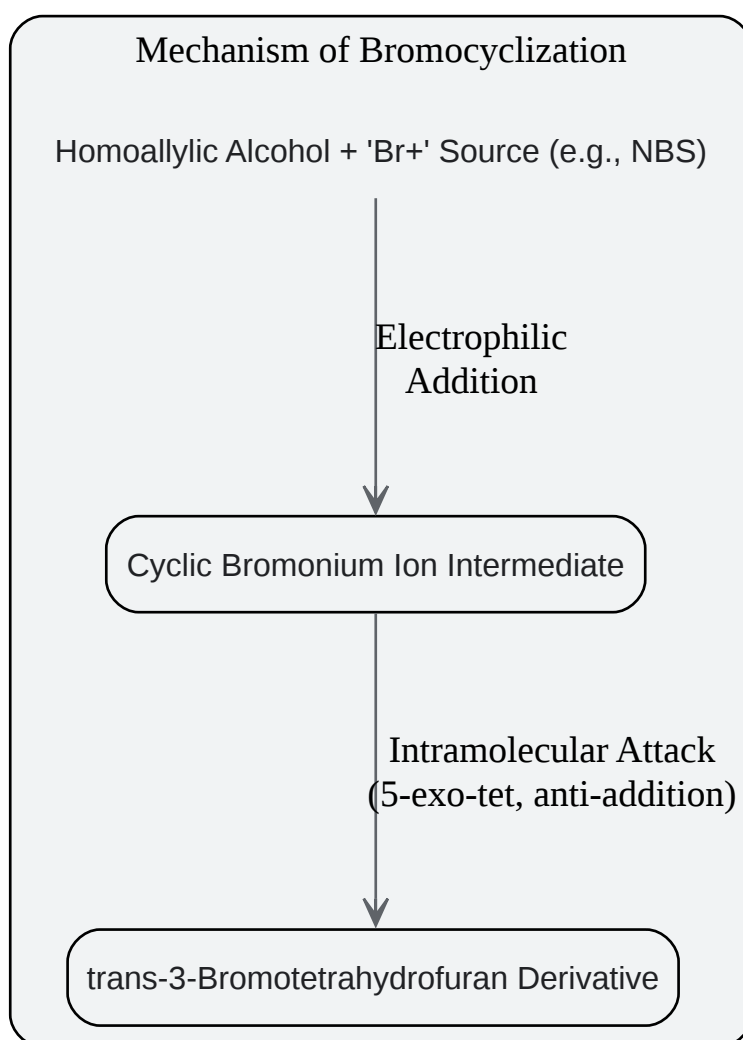 Mechanism of Bromocyclization
Homoallylic Alcohol + 'Br+' Source (e.g., NBS)
Electrophilic
Addition
Cyclic Bromonium Ion Intermediate
Intramolecular Attack
(5-exo-tet, anti-addition)
trans-3-Bromotetrahydrofuran Derivative